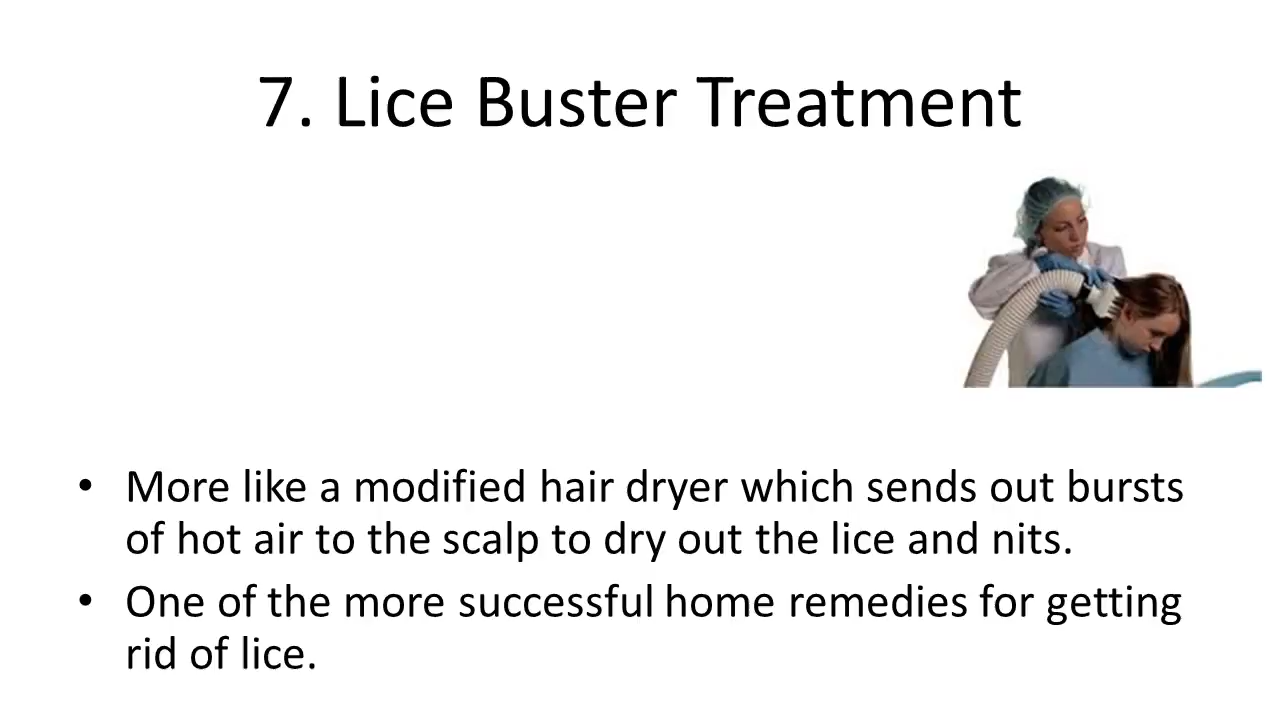 7. Lice Buster Treatment
• More like a modified hair dryer which sends out bursts
of hot air to the scalp to dry out the lice and nits.
• One of the more successful home remedies for getting
rid of lice.